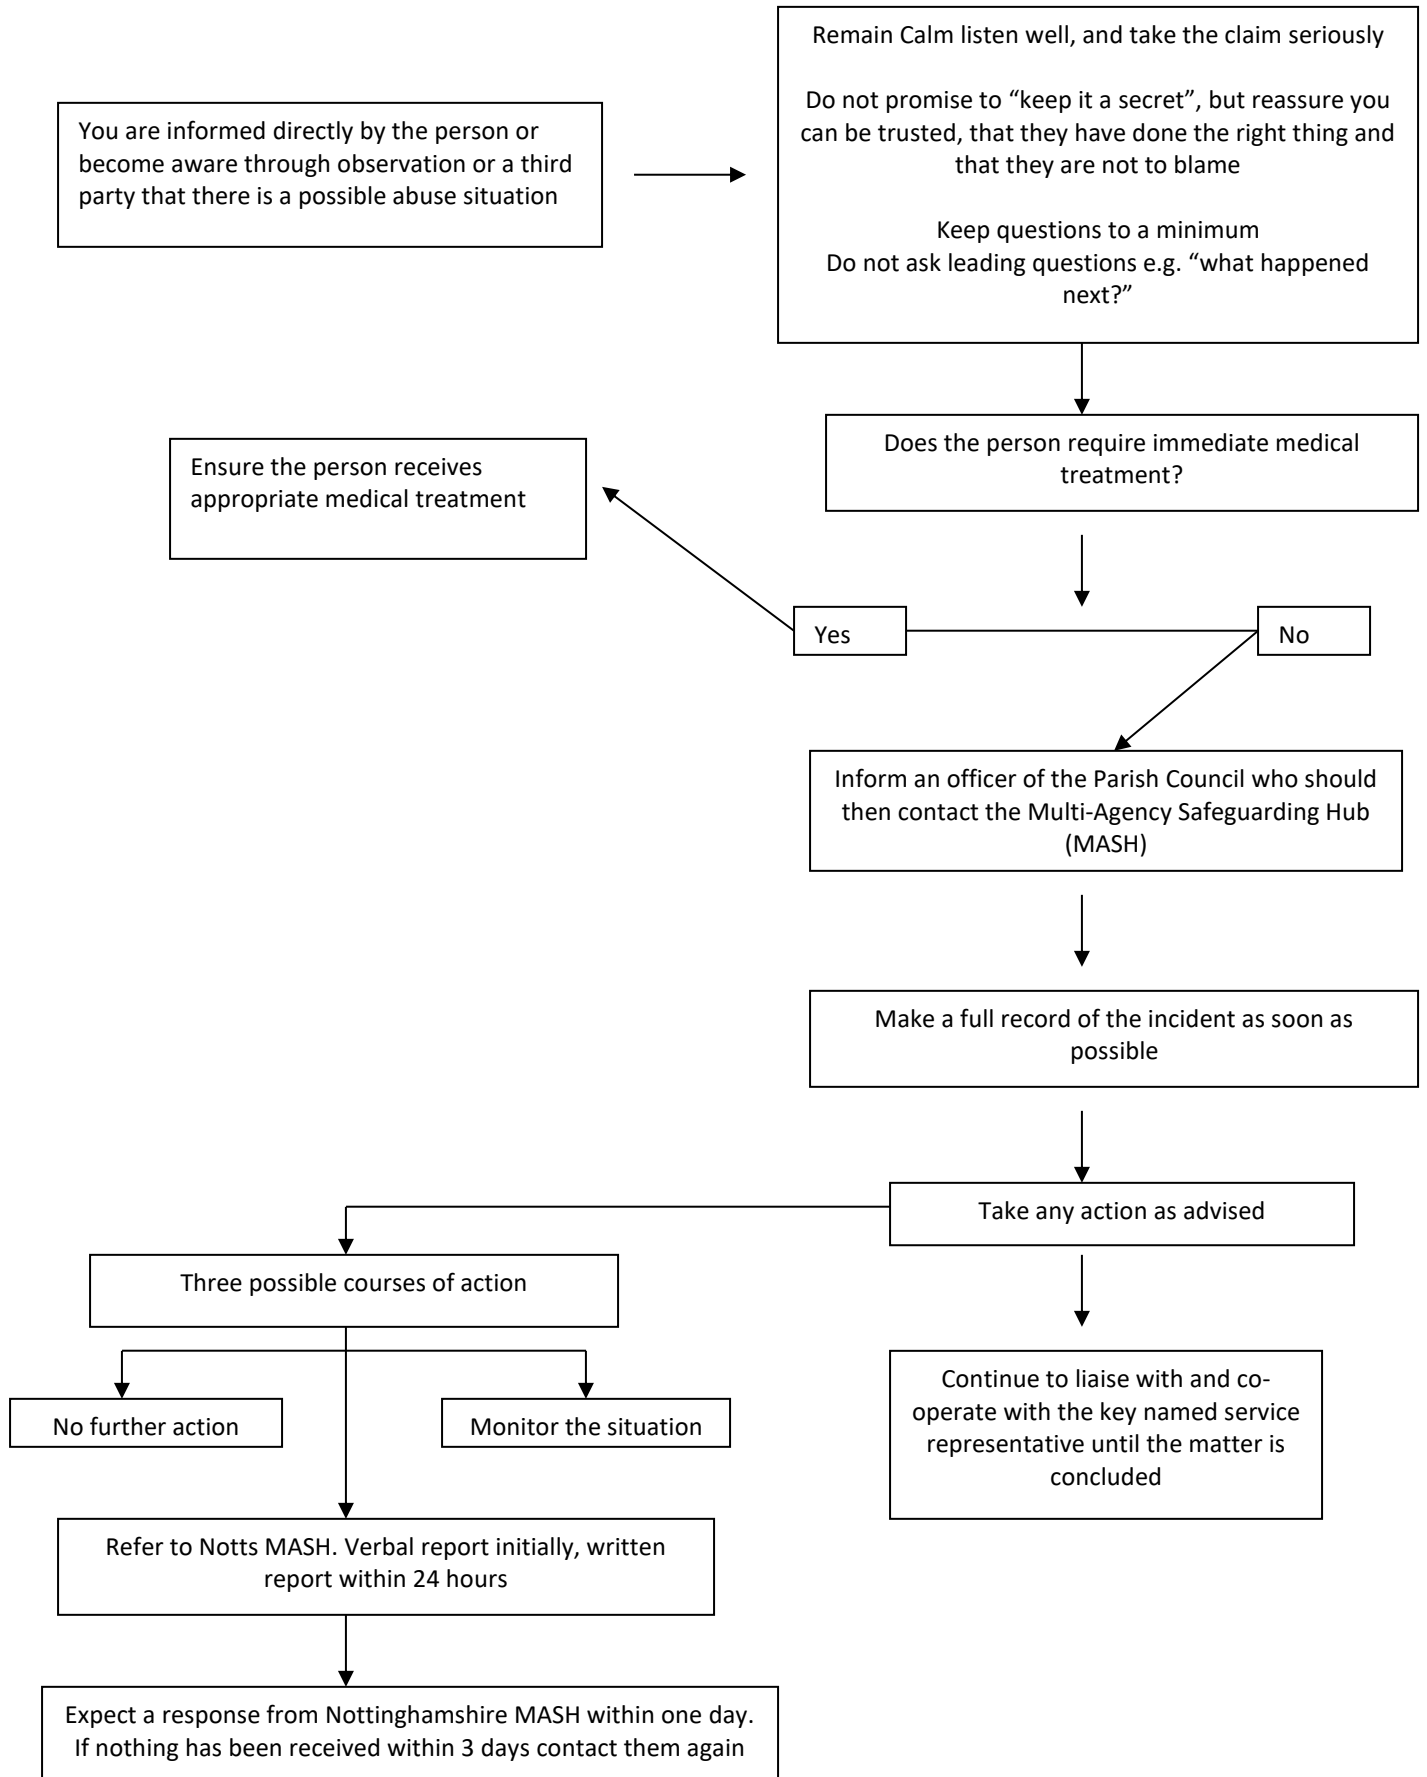 You are informed directly by the person or
become aware through observation or a third
party that there is a possible abuse situation
Remain Calm listen well, and take the claim seriously
Do not promise to “keep it a secret”, but reassure you
can be trusted, that they have done the right thing and
that they are not to blame
Keep questions to a minimum
Do not ask leading questions e.g. “what happened
next?”
Does the person require immediate medical
treatment?
Ensure the person receives
appropriate medical treatment
Yes
No
Inform an officer of the Parish Council who should
then contact the Multi-Agency Safeguarding Hub
(MASH)
Make a full record of the incident as soon as
possible
Take any action as advised
Three possible courses of action
No further action
Monitor the situation
Continue to liaise with and co-
operate with the key named service
representative until the matter is
concluded
Refer to Notts MASH. Verbal report initially, written
report within 24 hours
Expect a response from Nottinghamshire MASH within one day.
If nothing has been received within 3 days contact them again